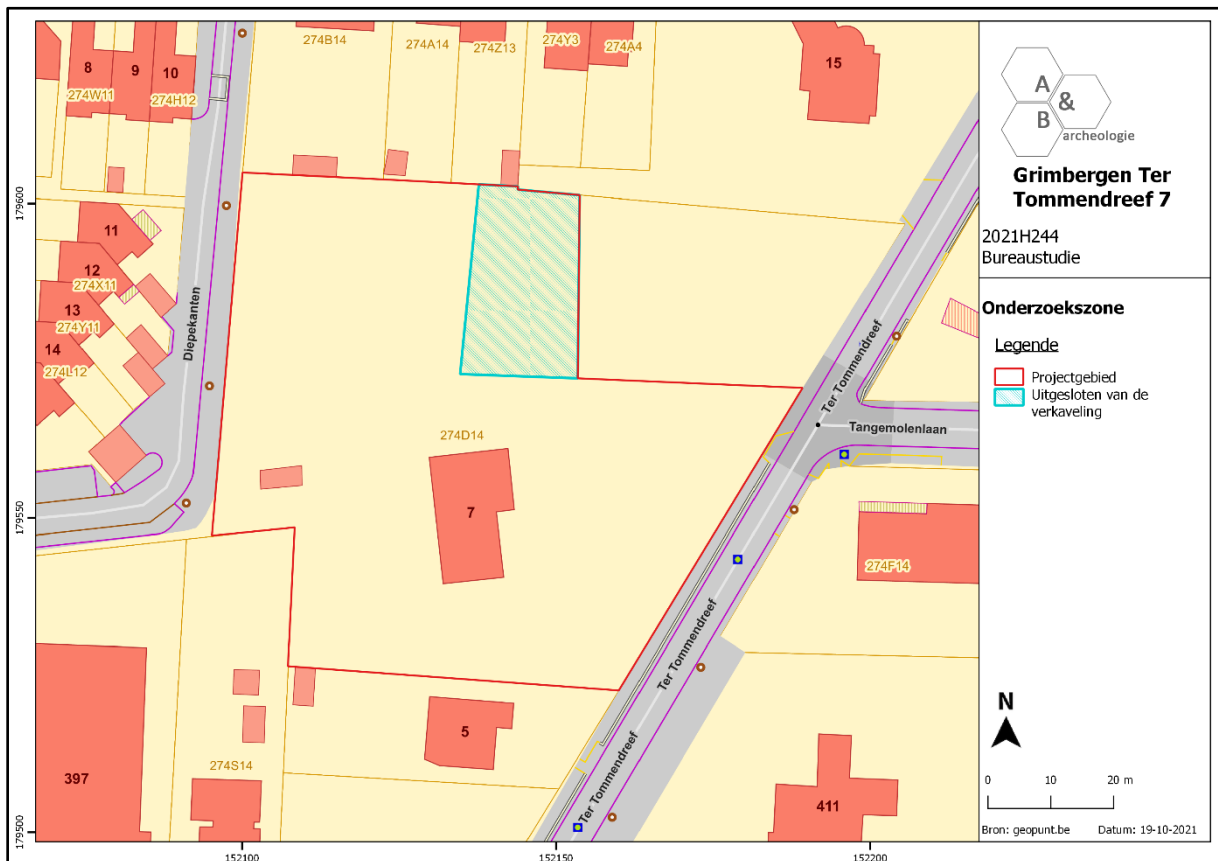 274B14
274A14
274Z13
274Y3
274A4
8
9
10
15
274W11
274H12
A
&
B
archeologie
Grimbergen Ter
Tommendreef 7
2021H244
Bureaustudie
Onderzoekszone
Legende
Projectgebied
Uitgesloten van de
verkaveling
179600
11
12
274X11
13
274Y11
14
274L12
Diepekanten
Ter Tommendreef
Tangemolenlaan
274D14
7
179550
274F14
Ter Tommendreef
5
274S14
397
411
Ter Tommendreef
N
0 10 20 m
179500
Bron: geopunt.be Datum: 19-10-2021
152100
152150
152200